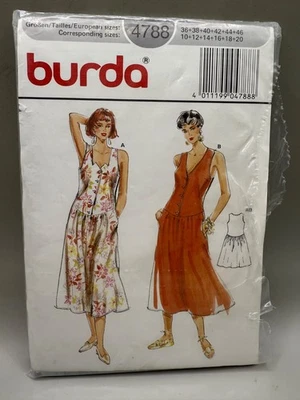 Größen/Tailles/European sizes:
Corresponding sizes:
4788
36+38+40+42+44+46
10+12+14+16+18+20
burda®
4 011199 047888
A
B